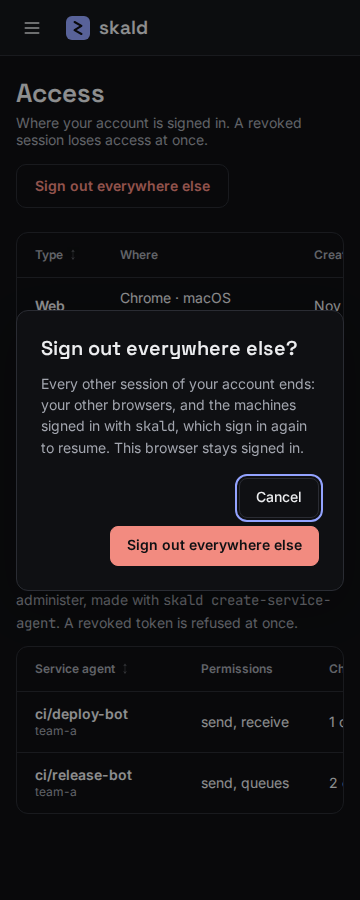 skald
Access
Where your account is signed in. A revoked
session loses access at once.
Sign out everywhere else
Type Where
Chrome · macOS
Web Nov
Sign out everywhere else?
Every other session of your account ends:
your other browsers, and the machines
signed in with skald, which sign in again
to resume. This browser stays signed in.
Cancel
Sign out everywhere else
administer, made with skald create-service-
agent. A revoked token is refused at once.
Service agent Permissions
ci/deploy-bot
team-a
send, receive
ci/release-bot
team-a
send, queues